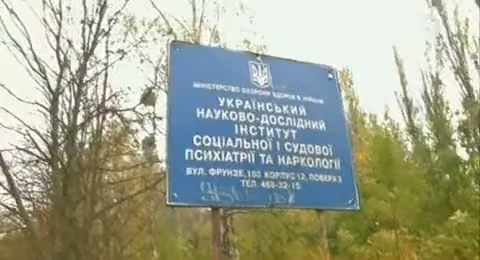 МІНІСТЕРСТВО ОХОРОНИ ЗДОРОВ'Я УКРАЇНИ
УКРАЇНСЬКИЙ
НАУКОВО-ДОСЛІДНИЙ
ІНСТИТУТ
СОЦІАЛЬНОЇ І СУДОВОЇ
ПСИХІАТРІЇ ТА НАРКОЛОГІЇ
ВУЛ. ФРУНЗЕ, 103 КОРПУС 12, ПОВЕРХ 3
ТЕЛ. 468-32-15